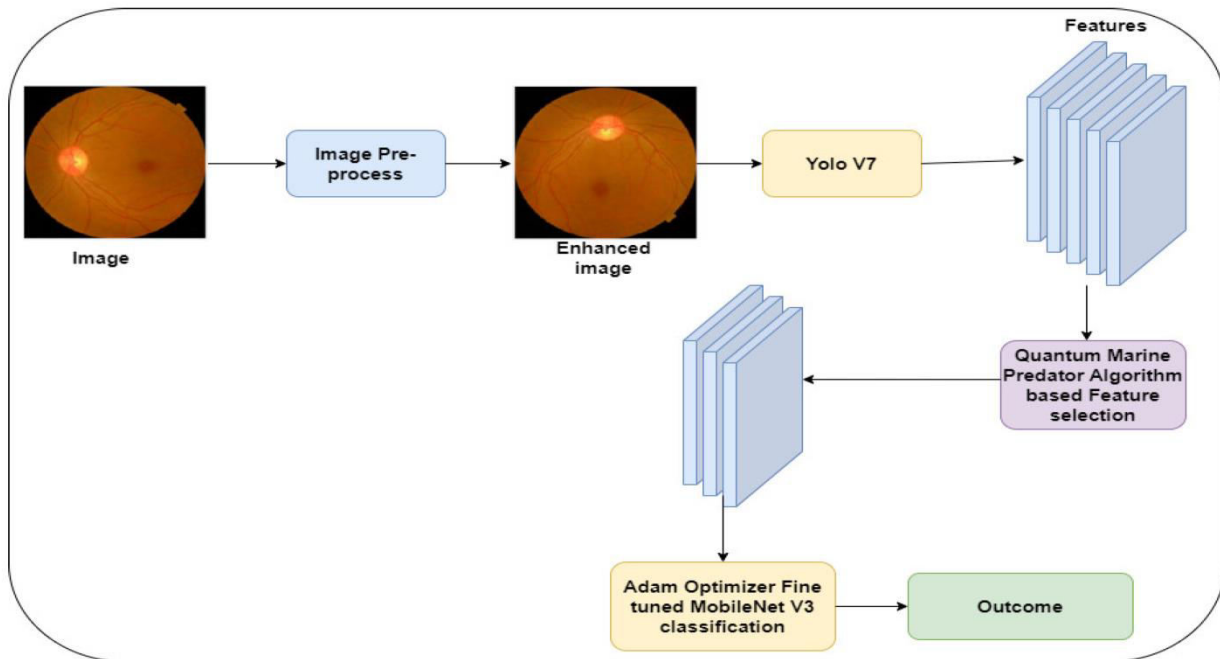 Features
Image Pre-
process
Yolo V7
Image
Enhanced
image
Quantum Marine
Predator Algorithm
based Feature
selection
Adam Optimizer Fine
tuned MobileNet V3
classification
Outcome